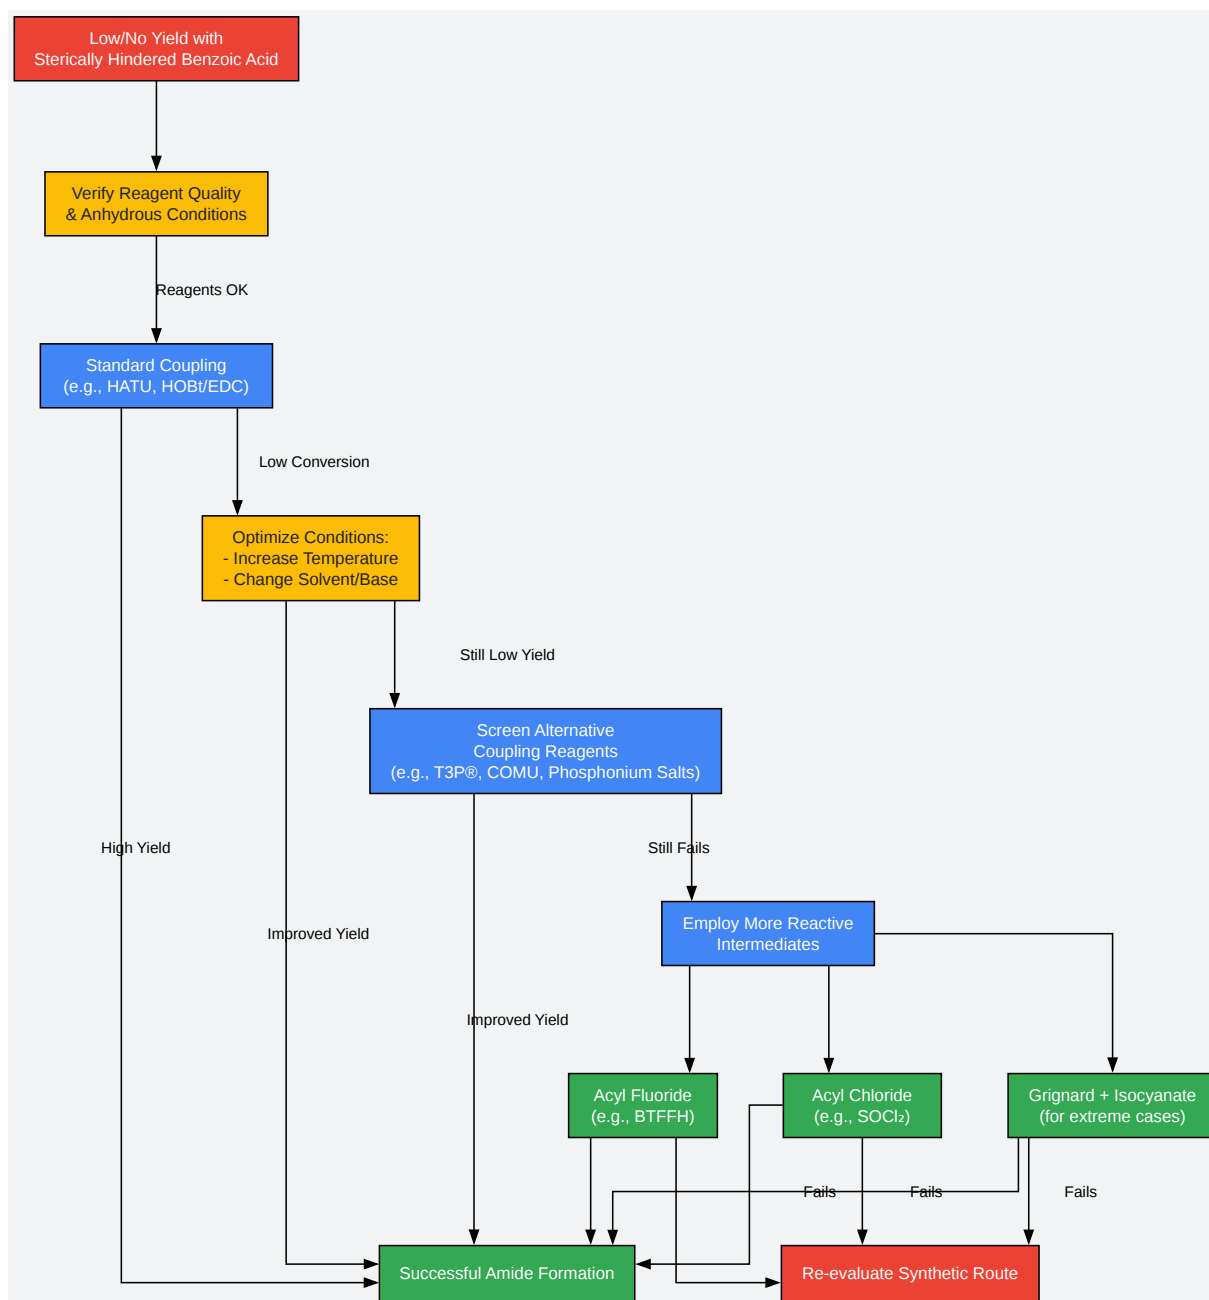 Low/No Yield with
Sterically Hindered Benzoic Acid
Verify Reagent Quality
& Anhydrous Conditions
Reagents OK
Standard Coupling
(e.g., HATU, HOBt/EDC)
Low Conversion
Optimize Conditions:
- Increase Temperature
- Change Solvent/Base
Still Low Yield
Screen Alternative
Coupling Reagents
(e.g., T3P®, COMU, Phosphonium Salts)
High Yield
Still Fails
Employ More Reactive
Intermediates
Improved Yield
Improved Yield
Acyl Fluoride
(e.g., BTFFH)
Acyl Chloride
(e.g., SOCl₂)
Grignard + Isocyanate
(for extreme cases)
Fails
Fails
Fails
Successful Amide Formation
Re-evaluate Synthetic Route